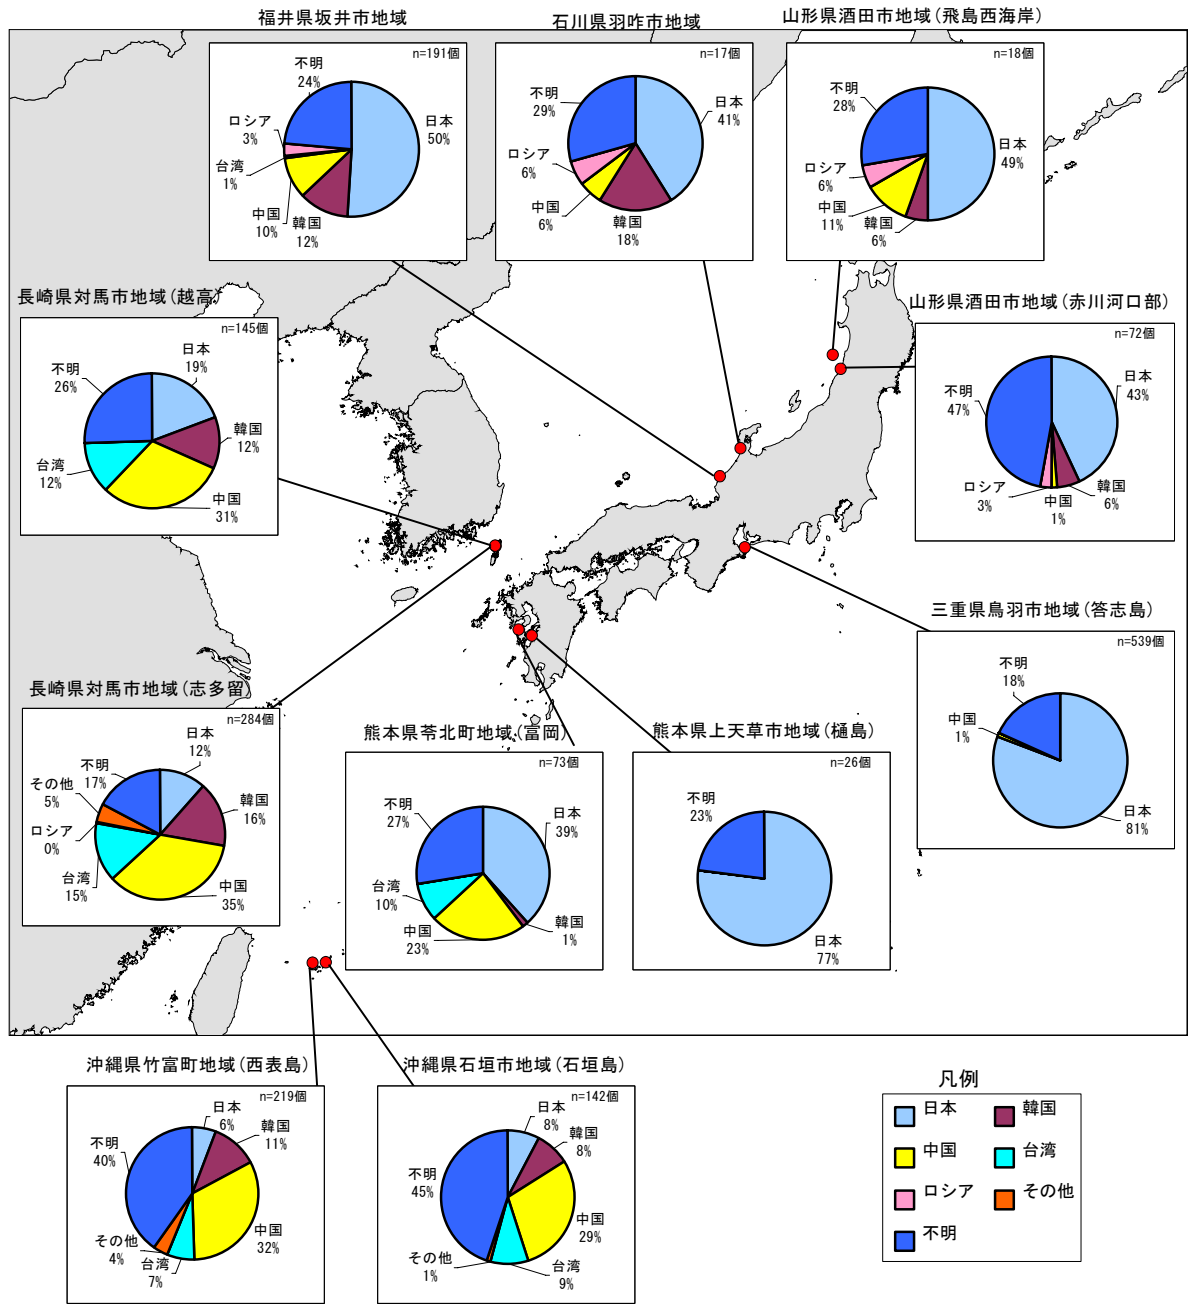 福井県坂井市地域
n=191個
不明
24%
ロシア
3%
台湾
1%
中国
10%
韓国
12%
日本
50%
石川県羽咋市地域
n=17個
不明
29%
ロシア
6%
中国
6%
韓国
18%
日本
41%
山形県酒田市地域(飛島西海岸)
n=18個
不明
28%
ロシア
6%
中国
11%
韓国
6%
日本
49%
長崎県対馬市地域(越高)
n=145個
不明
26%
日本
19%
韓国
12%
台湾
12%
中国
31%
山形県酒田市地域(赤川河口部)
n=72個
不明
47%
日本
43%
ロシア
3%
中国
1%
韓国
6%
三重県鳥羽市地域(答志島)
n=539個
不明
18%
中国
1%
日本
81%
長崎県対馬市地域(志多留
n=284個
日本
12%
不明
17%
その他
5%
ロシア
0%
台湾
15%
韓国
16%
中国
35%
熊本県苓北町地域(富岡)
n=73個
不明
27%
日本
39%
台湾
10%
中国
23%
韓国
1%
熊本県上天草市地域(樋島)
n=26個
不明
23%
日本
77%
沖縄県竹富町地域(西表島)
n=219個
日本
6%
韓国
11%
不明
40%
中国
32%
その他
4%
台湾
7%
沖縄県石垣市地域(石垣島)
n=142個
日本
8%
韓国
8%
不明
45%
中国
29%
その他
1%
台湾
9%
凡例
日本 韓国
中国 台湾
ロシア その他
不明